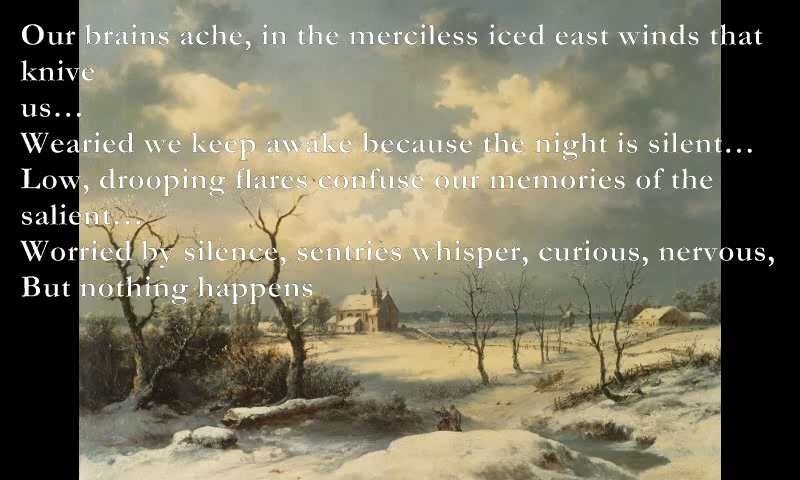 Our brains ache, in the merciless iced east winds that
knive
us...
Wearied we keep awake because the night is silent...
Low, drooping flares confuse our memories of the
salient...
Worried by silence, sentries whisper, curious, nervous,
But nothing happens